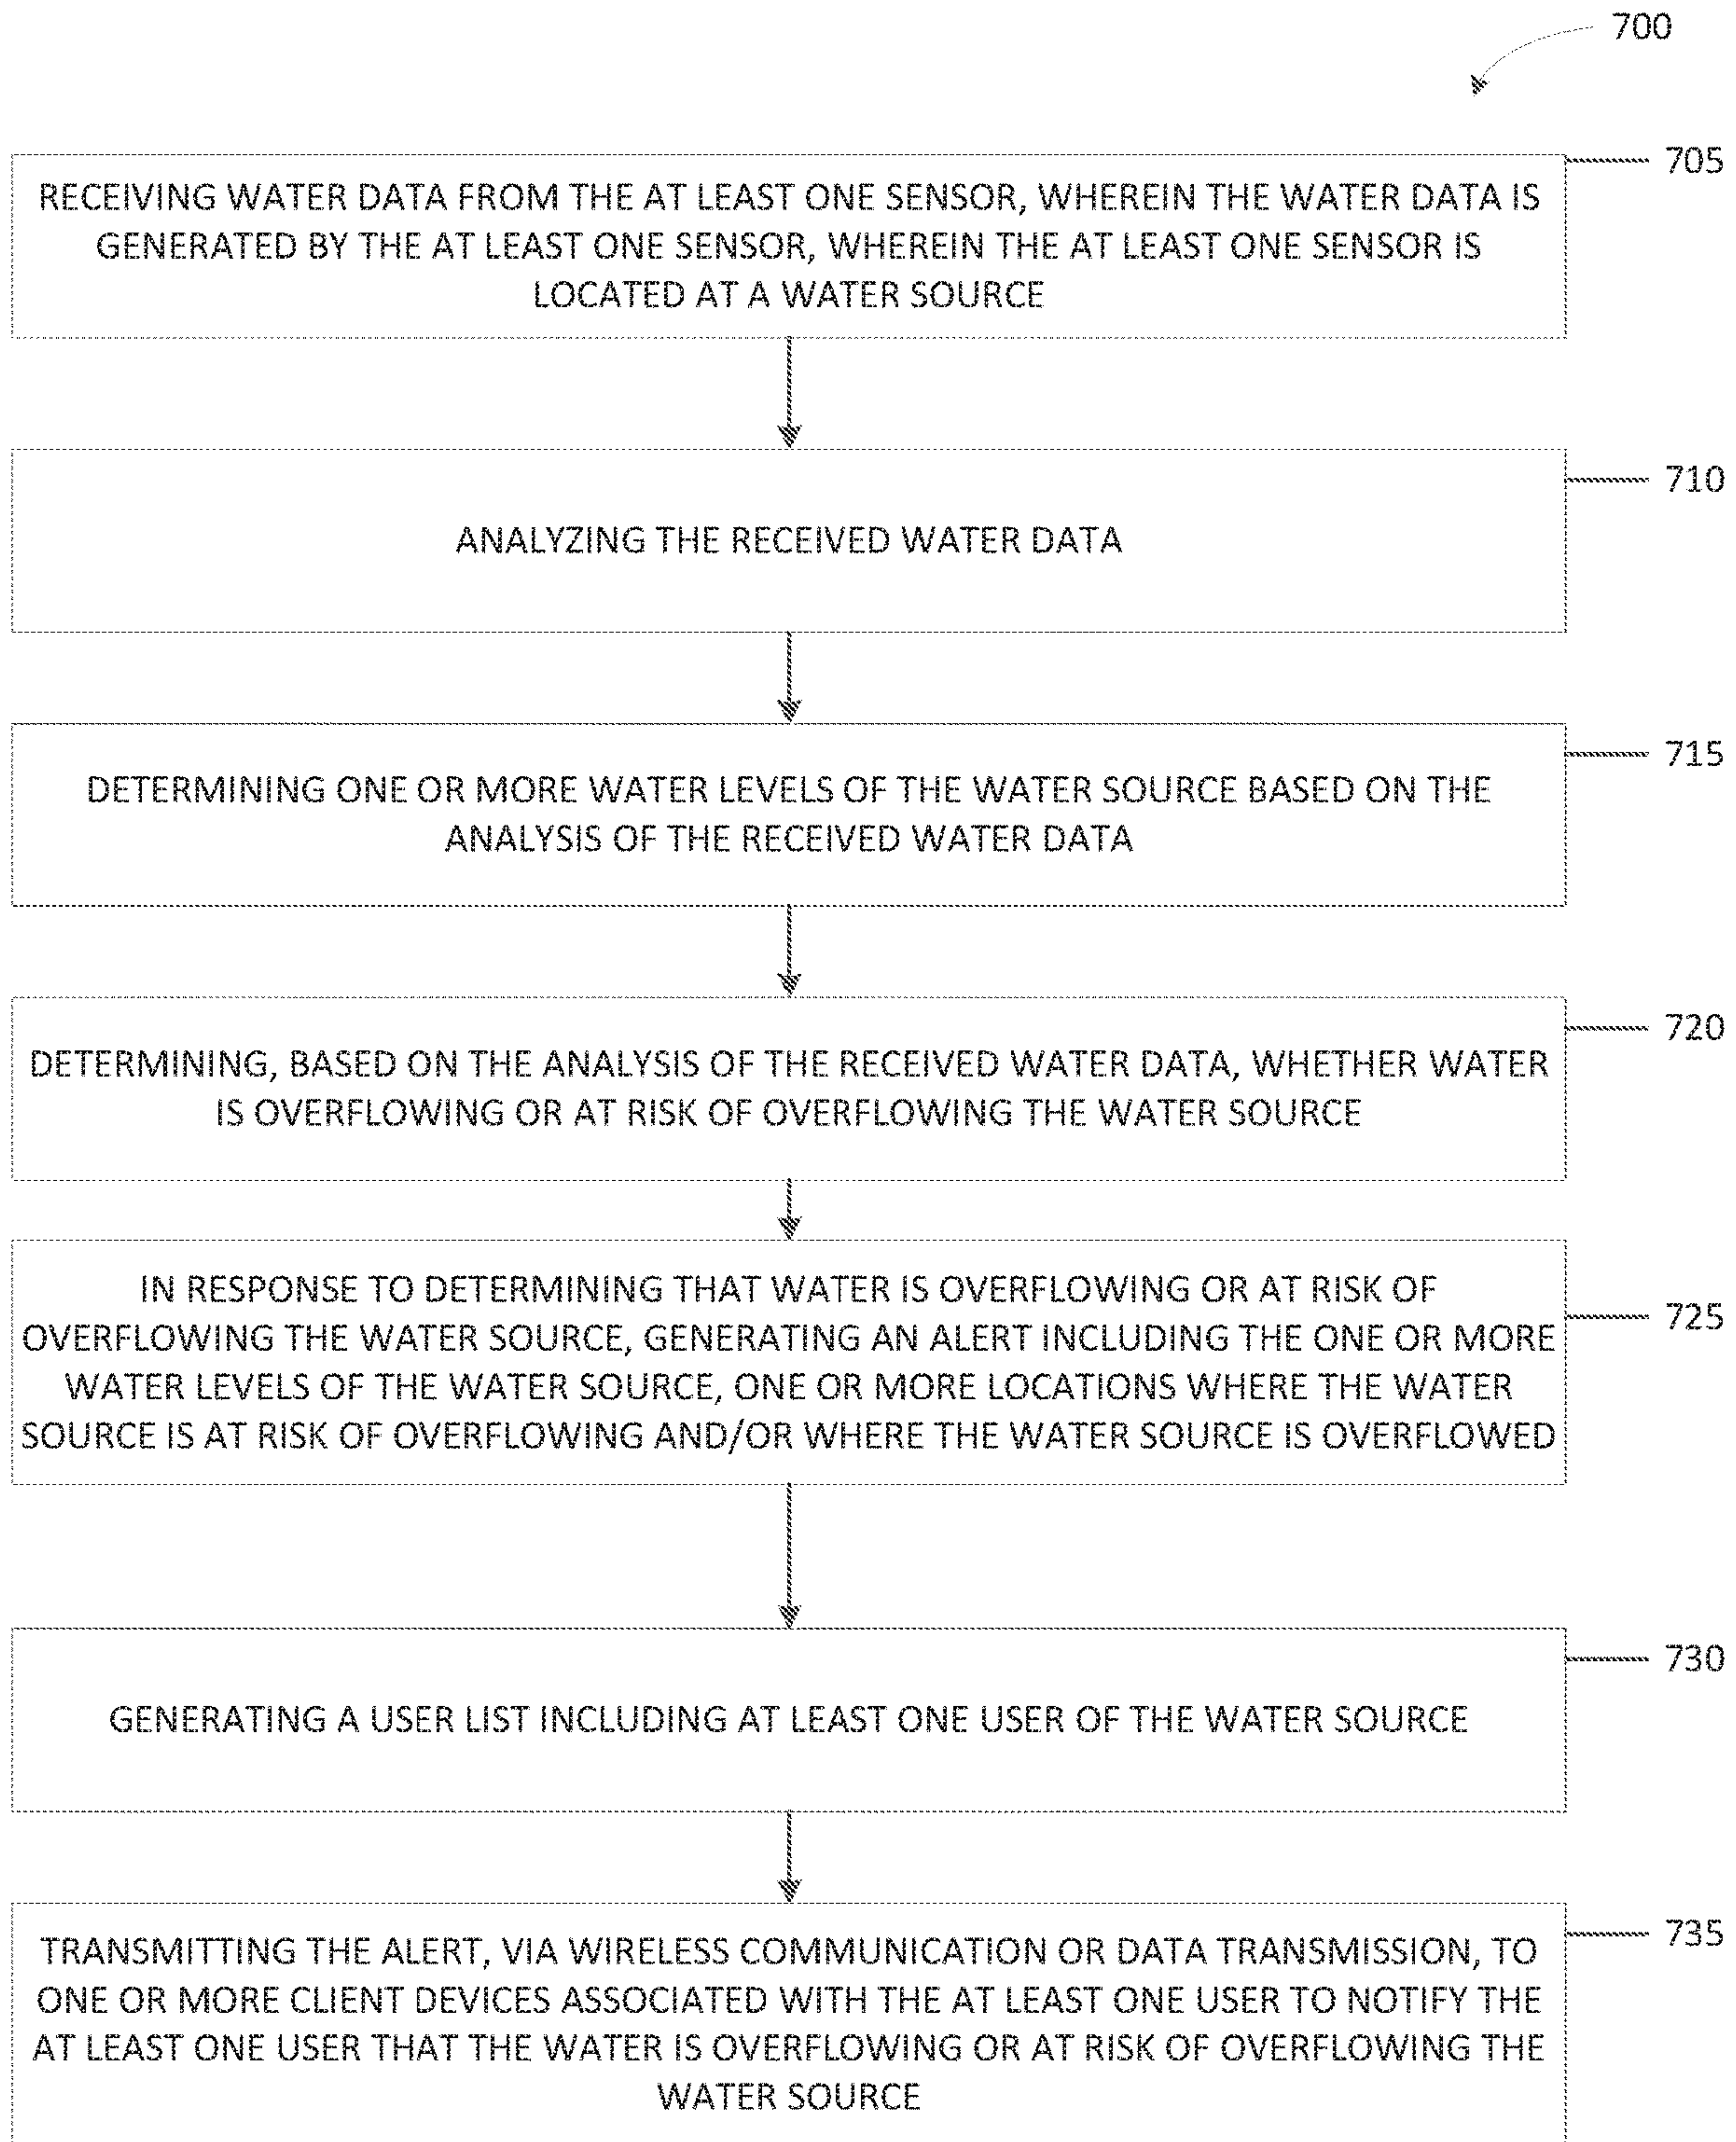 700
705
RECEIVING WATER DATA FROM THE AT LEAST ONE SENSOR, WHEREIN THE WATER DATA IS
GENERATED BY THE AT LEAST ONE SENSOR, WHEREIN THE AT LEAST ONE SENSOR IS
LOCATED AT A WATER SOURCE
710
ANALYZING THE RECEIVED WATER DATA
715
DETERMINING ONE OR MORE WATER LEVELS OF THE WATER SOURCE BASED ON THE
ANALYSIS OF THE RECEIVED WATER DATA
720
DETERMINING, BASED ON THE ANALYSIS OF THE RECEIVED WATER DATA, WHETHER WATER
IS OVERFLOWING OR AT RISK OF OVERFLOWING THE WATER SOURCE
725
IN RESPONSE TO DETERMINING THAT WATER IS OVERFLOWING OR AT RISK OF
OVERFLOWING THE WATER SOURCE, GENERATING AN ALERT INCLUDING THE ONE OR MORE
WATER LEVELS OF THE WATER SOURCE, ONE OR MORE LOCATIONS WHERE THE WATER
SOURCE IS AT RISK OF OVERFLOWING AND/OR WHERE THE WATER SOURCE IS OVERFLOWED
730
GENERATING A USER LIST INCLUDING AT LEAST ONE USER OF THE WATER SOURCE
735
TRANSMITTING THE ALERT, VIA WIRELESS COMMUNICATION OR DATA TRANSMISSION, TO
ONE OR MORE CLIENT DEVICES ASSOCIATED WITH THE AT LEAST ONE USER TO NOTIFY THE
AT LEAST ONE USER THAT THE WATER IS OVERFLOWING OR AT RISK OF OVERFLOWING THE
WATER SOURCE